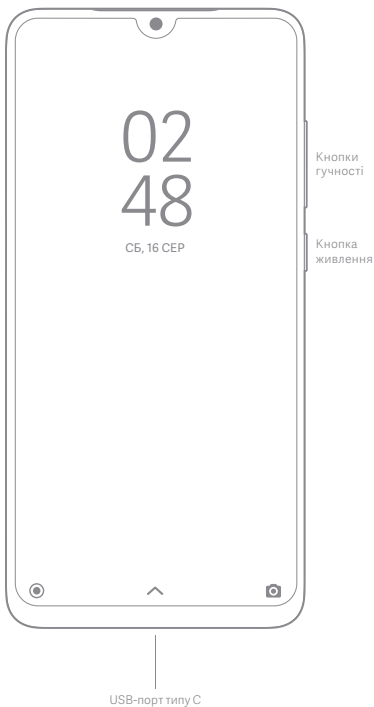 02
48
СБ, 16 СЕР
Кнопки
гучності
Кнопка
живлення
USB-порт типу C